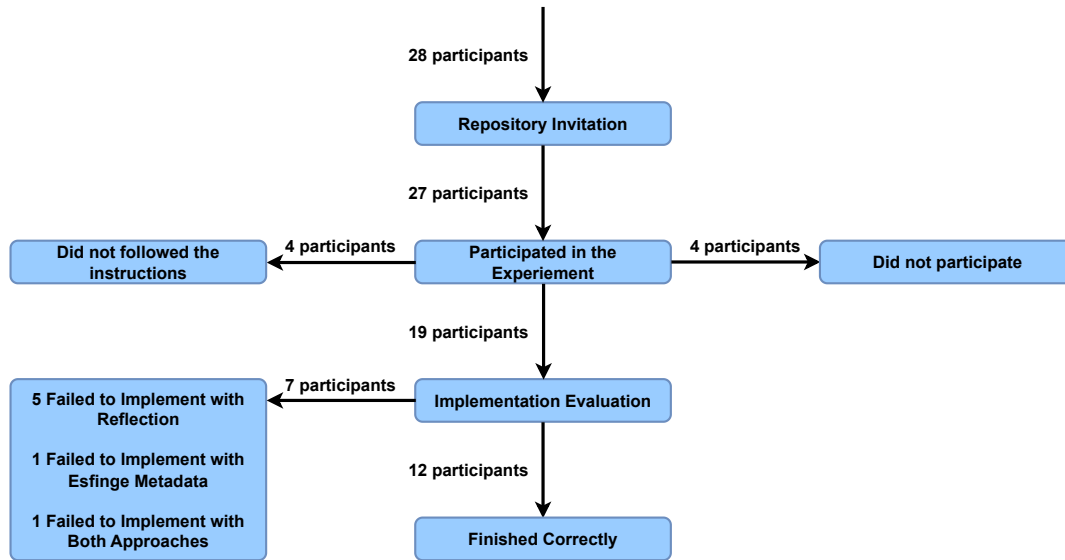 28 participants
Repository Invitation
27 participants
4 participants
4 participants
Did not followed the
instructions
Participated in the
Experiement
Did not participate
19 participants
7 participants
5 Failed to Implement with
Reflection
1 Failed to Implement with
Esfinge Metadata
1 Failed to Implement with
Both Approaches
Implementation Evaluation
12 participants
Finished Correctly